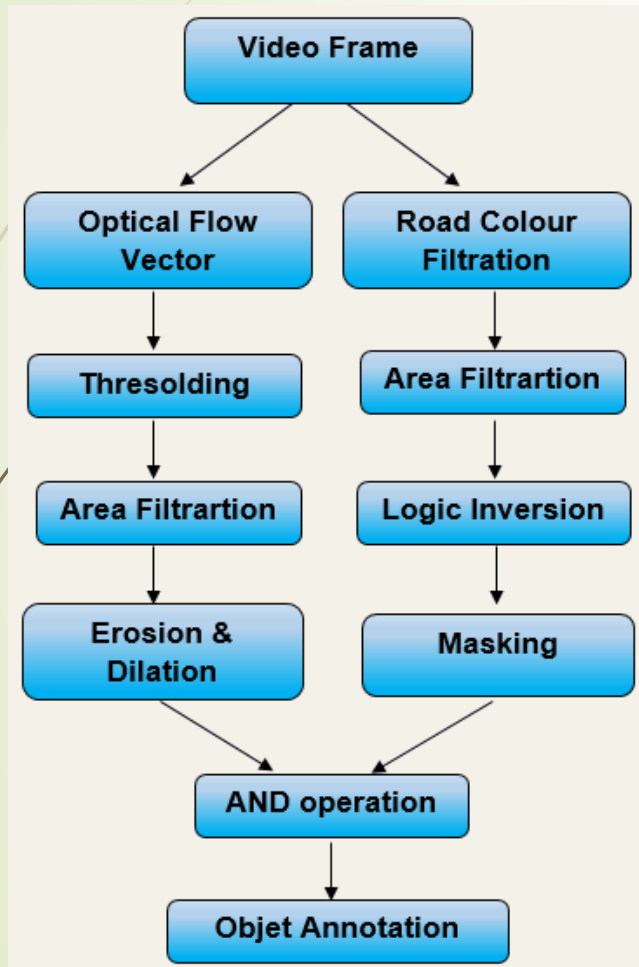 Video Frame
Optical Flow
Vector
Road Colour
Filtration
Thresolding
Area Filtrartion
Area Filtrartion
Logic Inversion
Erosion &
Dilation
Masking
AND operation
Objet Annotation